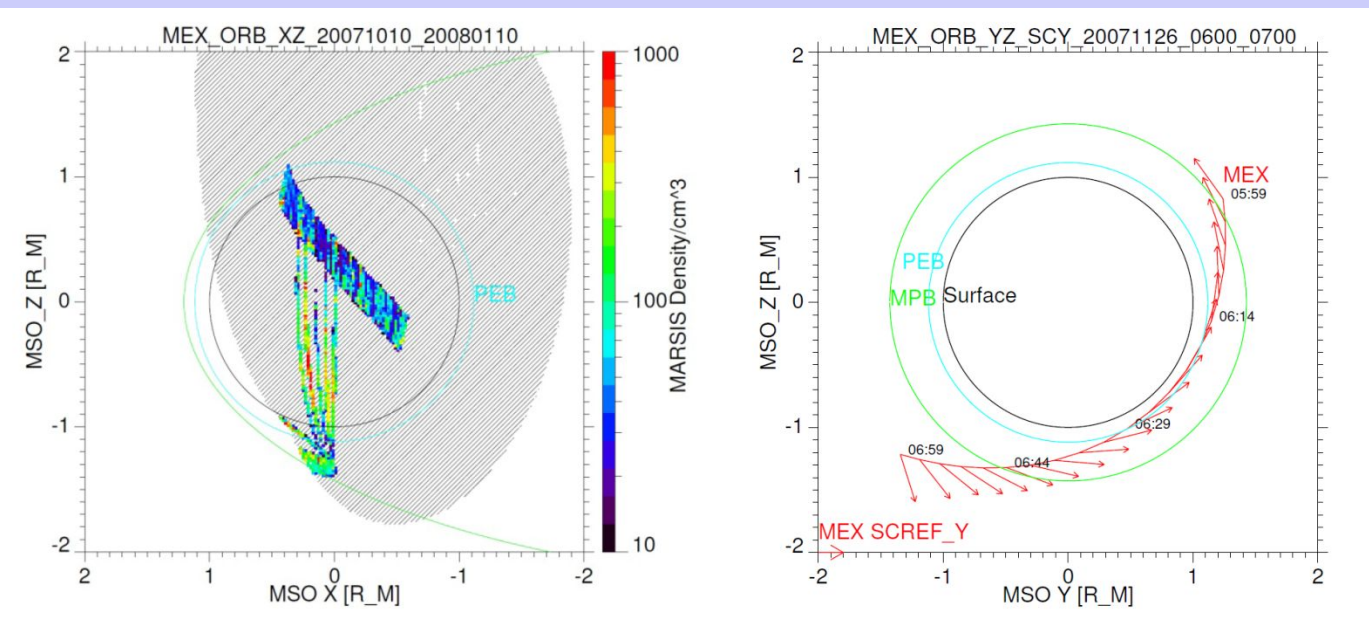 MEX_ORB_XZ_20071010_20080110
2
1
0
-1
-2
MSO_Z [R_M]
2
1
0
-1
-2
MSO X [R_M]
PEB
1000
100
10
MARSIS Density/cm^3
MEX_ORB_YZ_SCY_20071126_0600_0700
2
1
0
-1
-2
MSO_Z [R_M]
-2
-1
0
1
2
MSO Y [R_M]
MEX
05:59
PEB
MPB
Surface
06:14
06:29
06:44
06:59
MEX SCREF_Y